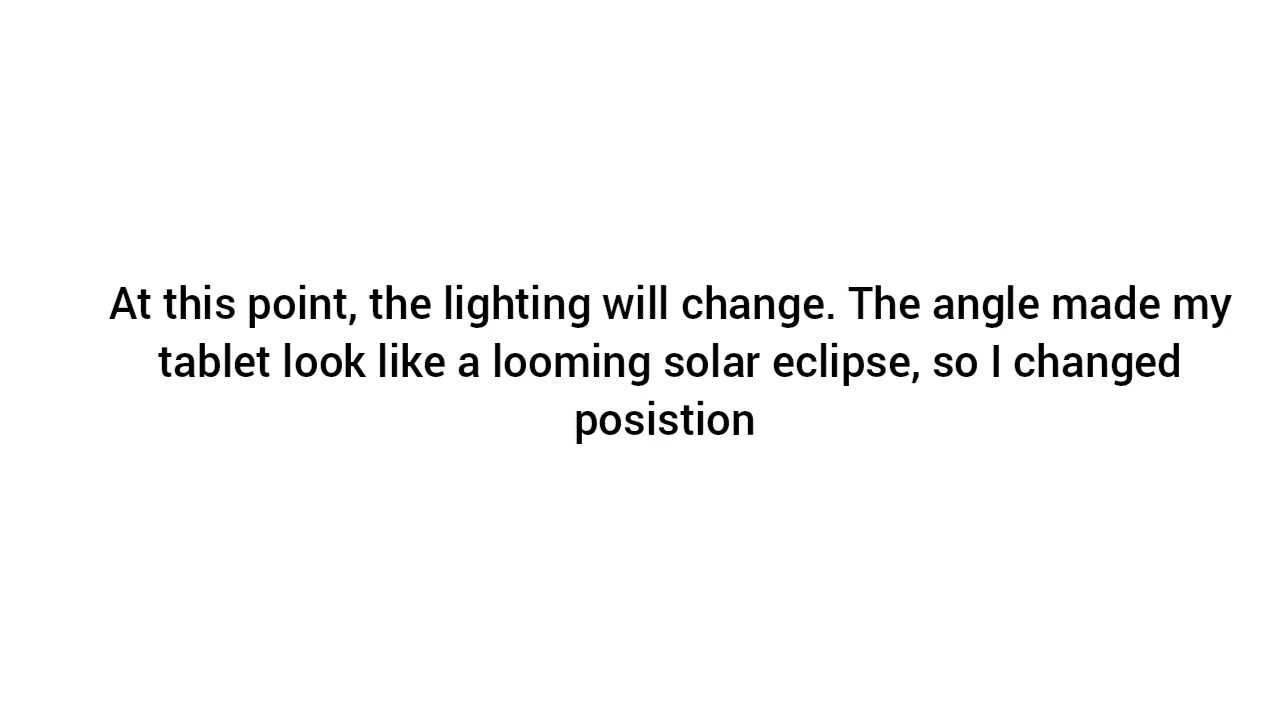 At this point, the lighting will change. The angle made my
tablet look like a looming solar eclipse, so I changed
posistion